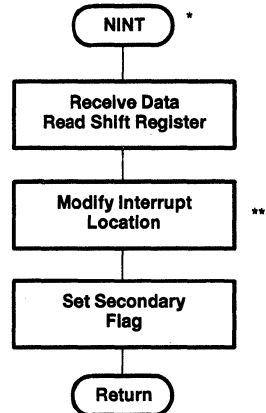 NINT *
Receive Data
Read Shift Register
Modify Interrupt
Location **
Set Secondary
Flag
Return